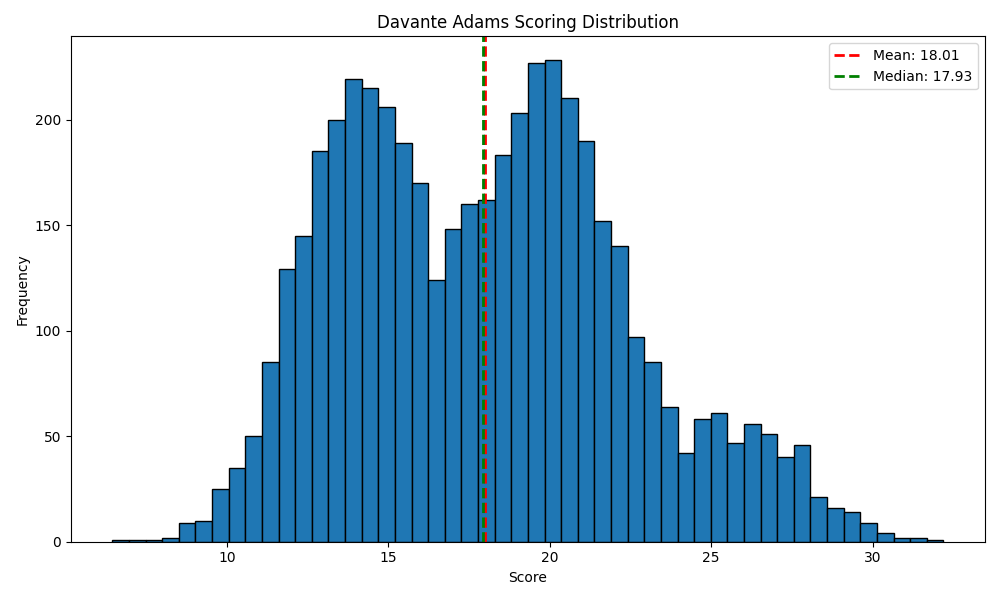 Davante Adams Scoring Distribution
Mean: 18.01
Median: 17.93
Frequency
200
150
100
50
0
10 15 20 25 30
Score